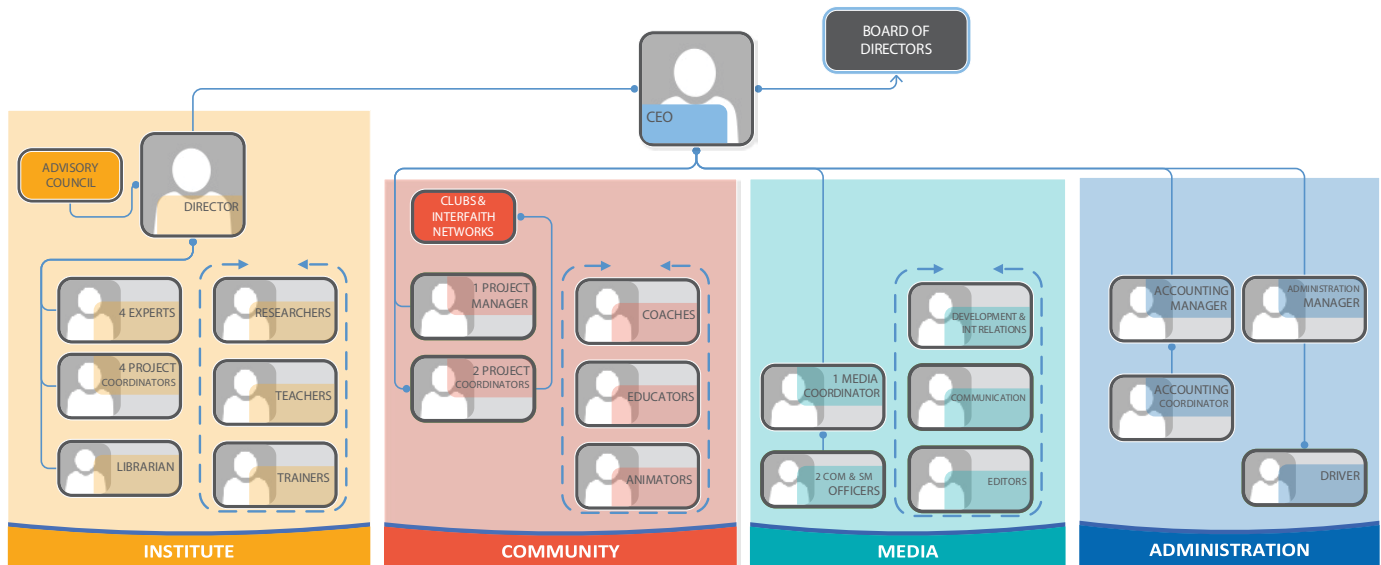 BOARD OF
DIRECTORS
CEO
ADVISORY
COUNCIL
DIRECTOR
4 EXPERTS
4 PROJECT
COORDINATORS
LIBRARIAN
RESEARCHERS
TEACHERS
TRAINERS
INSTITUTE
CLUBS &
INTERFAITH
NETWORKS
1 PROJECT
MANAGER
2 PROJECT
COORDINATORS
COACHES
EDUCATORS
ANIMATORS
COMMUNITY
1 MEDIA
COORDINATOR
2 COM & SM
OFFICERS
DEVELOPMENT &
INT RELATIONS
COMMUNICATION
EDITORS
MEDIA
ACCOUNTING
MANAGER
ADMINISTRATION
MANAGER
ACCOUNTING
COORDINATOR
DRIVER
ADMINISTRATION